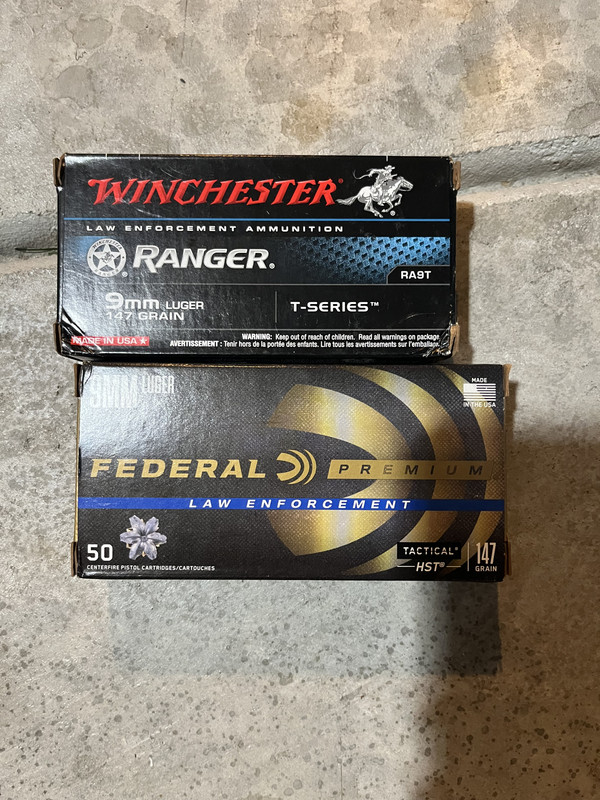 WINCHESTER®
LAW ENFORCEMENT AMMUNITION
RANGER®
RA9T
9mm LUGER
147 GRAIN
T-SERIES™
MADE IN USA
WARNING: Keep out of reach of children. Read all warnings on package.
AVERTISSEMENT: Tenir hors de la portée des enfants. Lire tous les avertissements sur l'emballage.
9MM LUGER
MADE
IN THE USA
FEDERAL PREMIUM
LAW ENFORCEMENT
50
CENTERFIRE PISTOL CARTRIDGES/CARTOUCHES
TACTICAL®
HST®
147
GRAIN